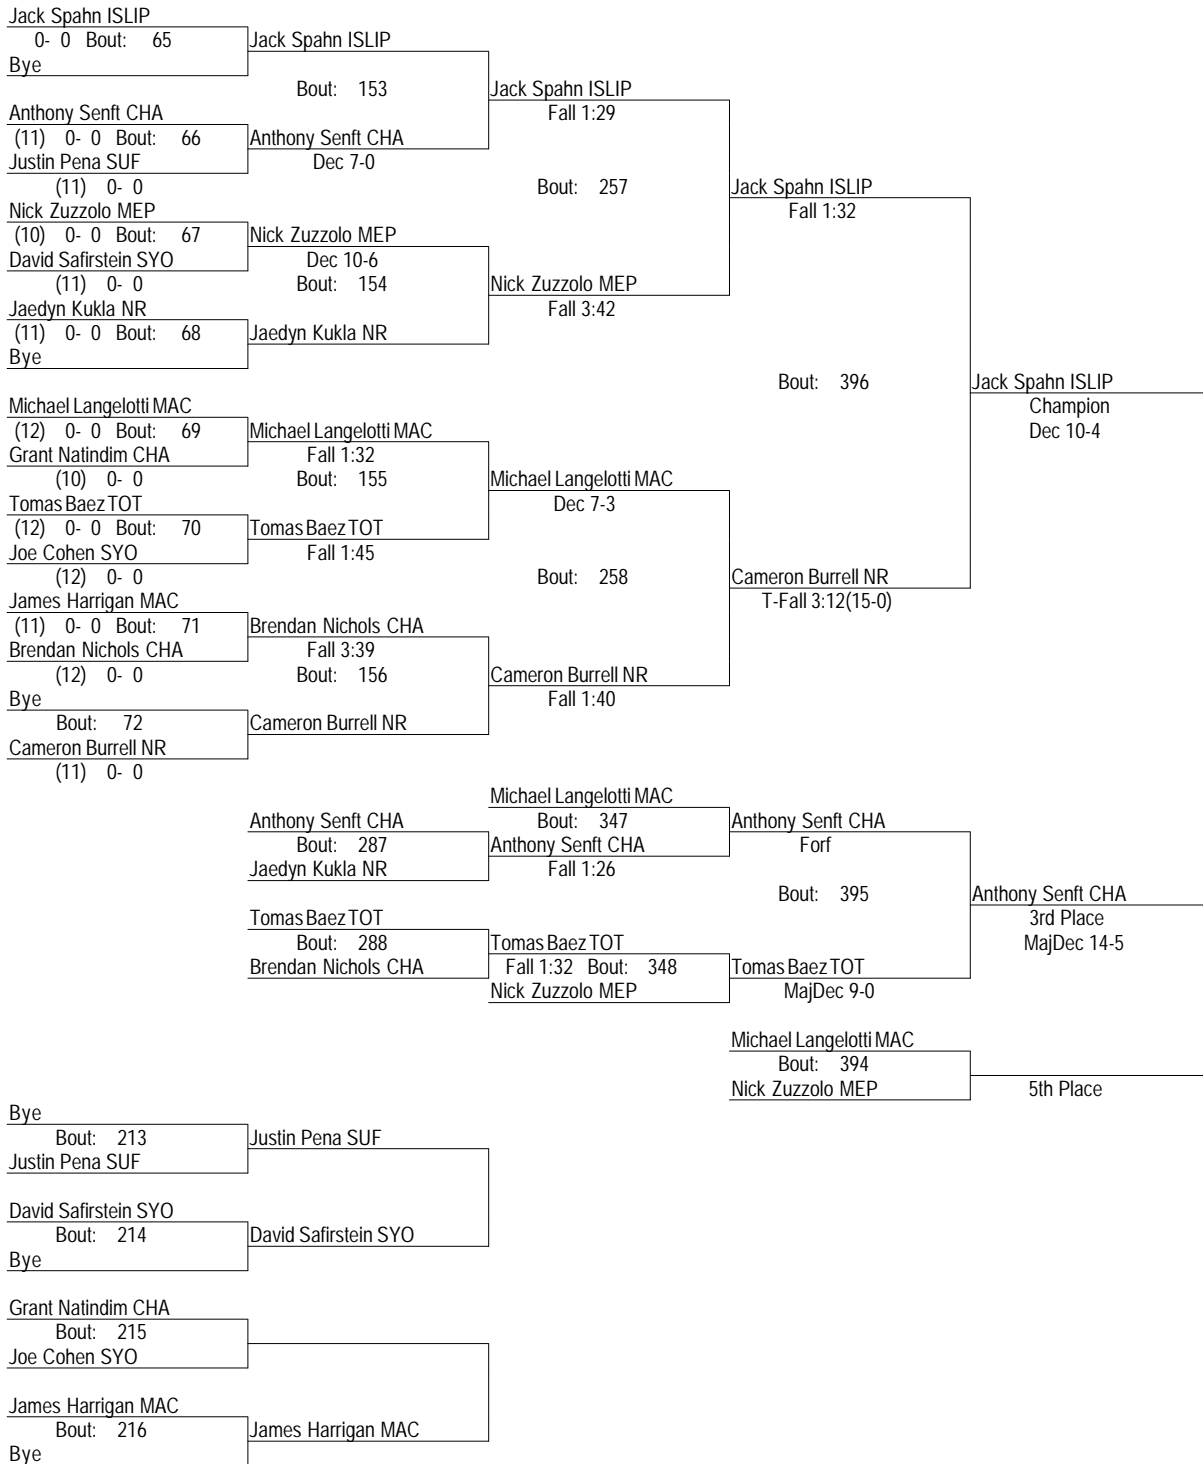 Jack Spahn ISLIP
0- 0 Bout: 65
Bye
Jack Spahn ISLIP
Bout: 153
Anthony Senft CHA
(11) 0- 0 Bout: 66
Justin Pena SUF
(11) 0- 0
Anthony Senft CHA
Dec 7-0
Jack Spahn ISLIP
Fall 1:29
Bout: 257
Nick Zuzzolo MEP
(10) 0- 0 Bout: 67
David Safirstein SYO
(11) 0- 0
Nick Zuzzolo MEP
Dec 10-6
Bout: 154
Jaedyn Kukla NR
(11) 0- 0 Bout: 68
Bye
Jaedyn Kukla NR
Nick Zuzzolo MEP
Fall 3:42
Jack Spahn ISLIP
Fall 1:32
Bout: 396
Jack Spahn ISLIP
Champion
Dec 10-4
Michael Langelotti MAC
(12) 0- 0 Bout: 69
Grant Natindim CHA
(10) 0- 0
Michael Langelotti MAC
Fall 1:32
Bout: 155
Tomas Baez TOT
(12) 0- 0 Bout: 70
Joe Cohen SYO
(12) 0- 0
Tomas Baez TOT
Fall 1:45
Michael Langelotti MAC
Dec 7-3
Bout: 258
James Harrigan MAC
(11) 0- 0 Bout: 71
Brendan Nichols CHA
(12) 0- 0
Brendan Nichols CHA
Fall 3:39
Bout: 156
Bye
Bout: 72
Cameron Burrell NR
(11) 0- 0
Cameron Burrell NR
Cameron Burrell NR
Fall 1:40
Cameron Burrell NR
T-Fall 3:12(15-0)
Anthony Senft CHA
Bout: 287
Jaedyn Kukla NR
Michael Langelotti MAC
Bout: 347
Anthony Senft CHA
Fall 1:26
Anthony Senft CHA
Forf
Bout: 395
Tomas Baez TOT
Bout: 288
Brendan Nichols CHA
Tomas Baez TOT
Fall 1:32 Bout: 348
Nick Zuzzolo MEP
Tomas Baez TOT
MajDec 9-0
Anthony Senft CHA
3rd Place
MajDec 14-5
Michael Langelotti MAC
Bout: 394
Nick Zuzzolo MEP
5th Place
Bye
Bout: 213
Justin Pena SUF
Justin Pena SUF
David Safirstein SYO
Bout: 214
Bye
David Safirstein SYO
Grant Natindim CHA
Bout: 215
Joe Cohen SYO
James Harrigan MAC
Bout: 216
Bye
James Harrigan MAC